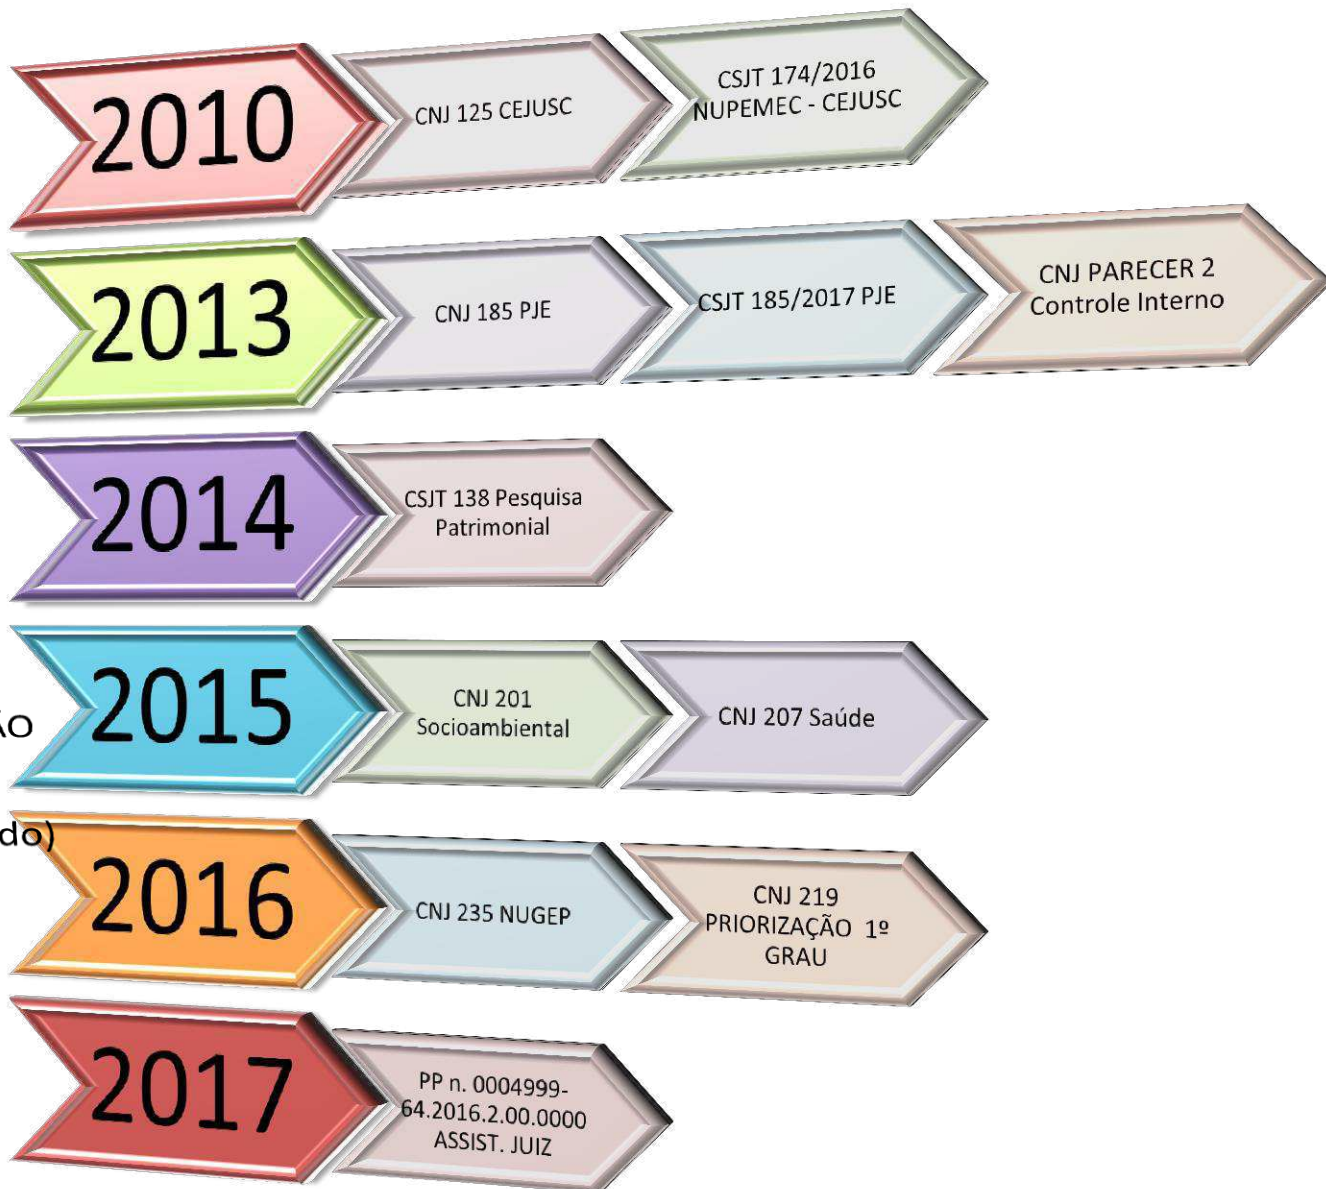 2010
CNJ 125 CEJUSC
CSJT 174/2016
NUPEMEC - CEJUSC
2013
CNJ 185 PJE
CSJT 185/2017 PJE
CNJ PARECER 2
Controle Interno
2014
CSJT 138 Pesquisa
Patrimonial
2015
CNJ 201
Socioambiental
CNJ 207 Saúde
ÃO
do)
2016
CNJ 235 NUGEP
CNJ 219
PRIORIZAÇÃO 1º
GRAU
2017
PP n. 0004999-
64.2016.2.00.0000
ASSIST. JUIZ